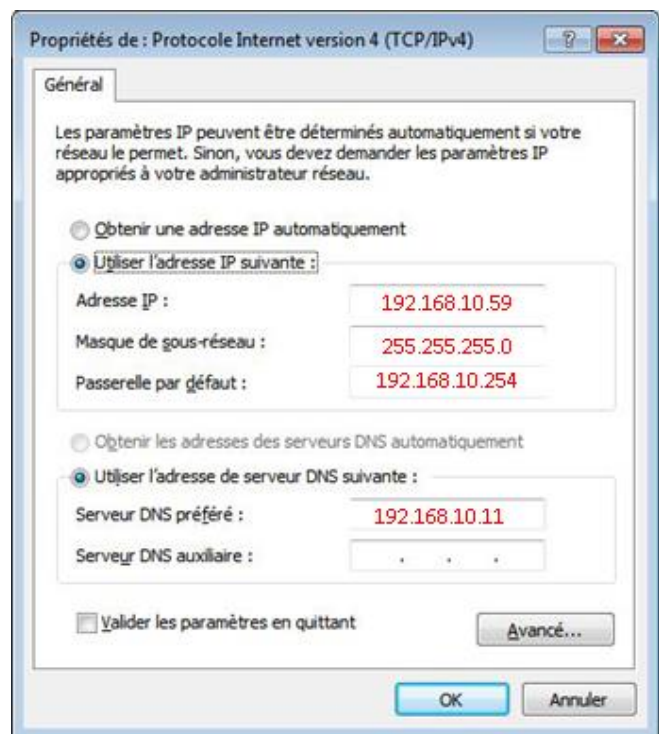 Propriétés de : Protocole Internet version 4 (TCP/IPv4)
Général
Les paramètres IP peuvent être déterminés automatiquement si votre
réseau le permet. Sinon, vous devez demander les paramètres IP
appropriés à votre administrateur réseau.
Obtenir une adresse IP automatiquement
Utiliser l'adresse IP suivante :
Adresse IP : 192.168.10.59
Masque de sous-réseau : 255.255.255.0
Passerelle par défaut : 192.168.10.254
Obtenir les adresses des serveurs DNS automatiquement
Utiliser l'adresse de serveur DNS suivante :
Serveur DNS préféré : 192.168.10.11
Serveur DNS auxiliaire : . . .
Valider les paramètres en quittant
Avancé...
OK Annuler